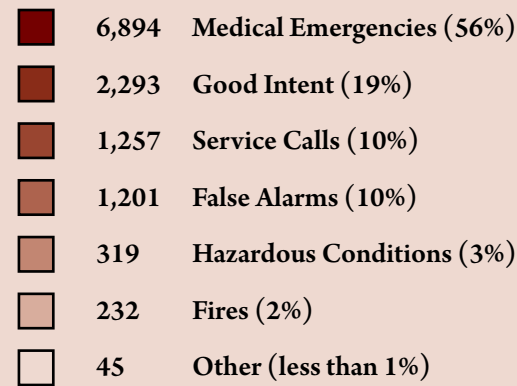 6,894 Medical Emergencies (56%)
2,293 Good Intent (19%)
1,257 Service Calls (10%)
1,201 False Alarms (10%)
319 Hazardous Conditions (3%)
232 Fires (2%)
45 Other (less than 1%)